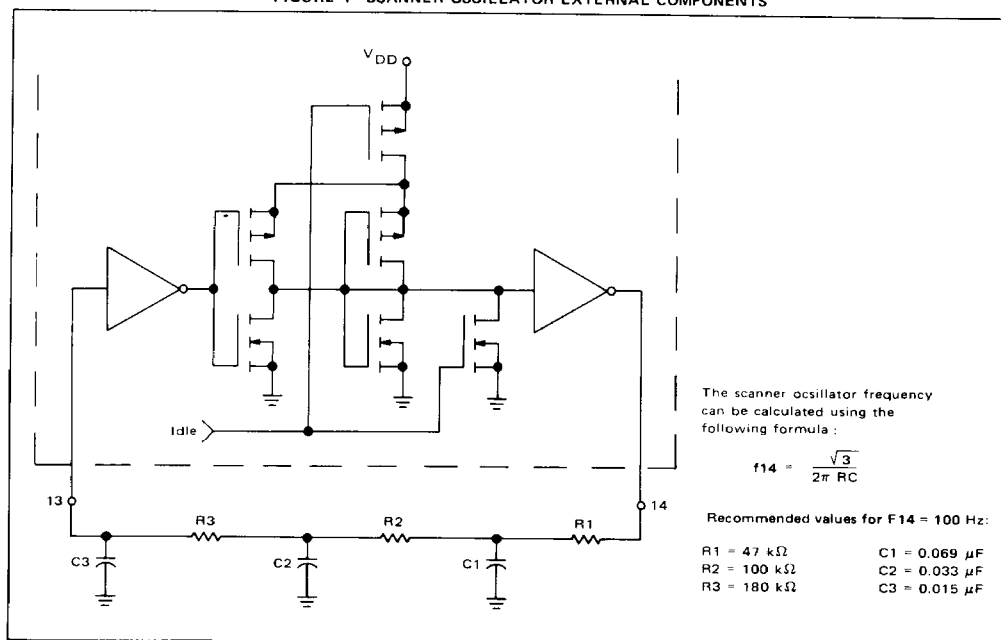 FIGURE 1 SCANNER OSCILLATOR EXTERNAL COMPONENTS
VDD
Idle
13
14
R3
R2
R1
C3
C2
C1
The scanner ocsillator frequency
can be calculated using the
following formula :
f14 = √3 / 2π RC
Recommended values for F14 = 100 Hz:
R1 = 47 kΩ C1 = 0.069 µF
R2 = 100 kΩ C2 = 0.033 µF
R3 = 180 kΩ C3 = 0.015 µF